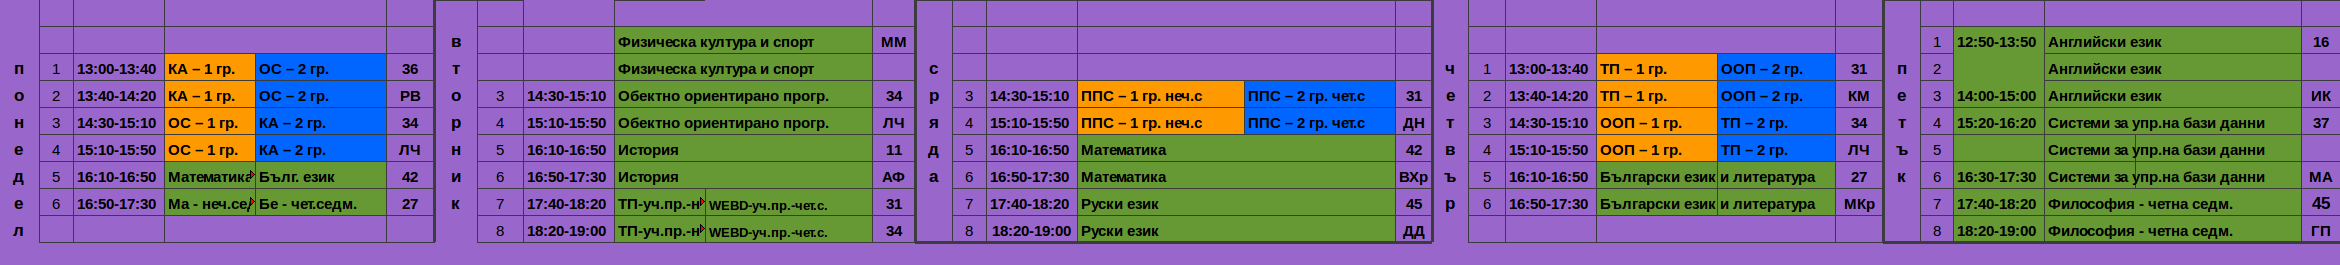 п о н е д е л
1 13:00-13:40 КА – 1 гр. ОС – 2 гр. 36
2 13:40-14:20 КА – 1 гр. ОС – 2 гр. РВ
3 14:30-15:10 ОС – 1 гр. КА – 2 гр. 34
4 15:10-15:50 ОС – 1 гр. КА – 2 гр. ЛЧ
5 16:10-16:50 Математика Бълг. език 42
6 16:50-17:30 Ма - неч.се Бе - чет.седм. 27
в т о р н и к
Физическа култура и спорт ММ
Физическа култура и спорт
3 14:30-15:10 Обектно ориентирано прогр. 34
4 15:10-15:50 Обектно ориентирано прогр. ЛЧ
5 16:10-16:50 История 11
6 16:50-17:30 История АФ
7 17:40-18:20 ТП-уч.пр.-н WEBD-уч.пр.-чет.с. 31
8 18:20-19:00 ТП-уч.пр.-н WEBD-уч.пр.-чет.с. 34
с р я д а
3 14:30-15:10 ППС – 1 гр. неч.с ППС – 2 гр. чет.с 31
4 15:10-15:50 ППС – 1 гр. неч.с ППС – 2 гр. чет.с ДН
5 16:10-16:50 Математика 42
6 16:50-17:30 Математика ВХр
7 17:40-18:20 Руски език 45
8 18:20-19:00 Руски език ДД
ч е т в ъ р
1 13:00-13:40 ТП – 1 гр. ООП – 2 гр. 31
2 13:40-14:20 ТП – 1 гр. ООП – 2 гр. КМ
3 14:30-15:10 ООП – 1 гр. ТП – 2 гр. 34
4 15:10-15:50 ООП – 1 гр. ТП – 2 гр. ЛЧ
5 16:10-16:50 Български език и литература 27
6 16:50-17:30 Български език и литература МКр
п е т ъ к
1 12:50-13:50 Английски език 16
2 Английски език
3 14:00-15:00 Английски език ИК
4 15:20-16:20 Системи за упр.на бази данни 37
5 Системи за упр.на бази данни
6 16:30-17:30 Системи за упр.на бази данни МА
7 17:40-18:20 Философия - четна седм. 45
8 18:20-19:00 Философия - четна седм. ГП